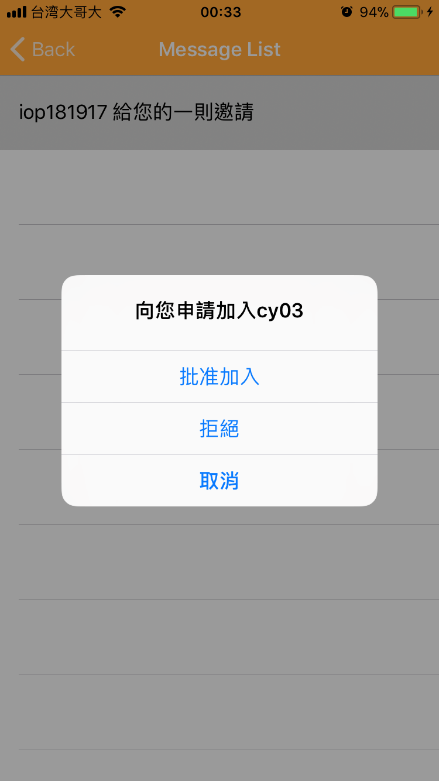 台湾大哥大 00:33 94%
Back Message List
iop181917 給您的一則邀請
向您申請加入cy03
批准加入
拒絕
取消